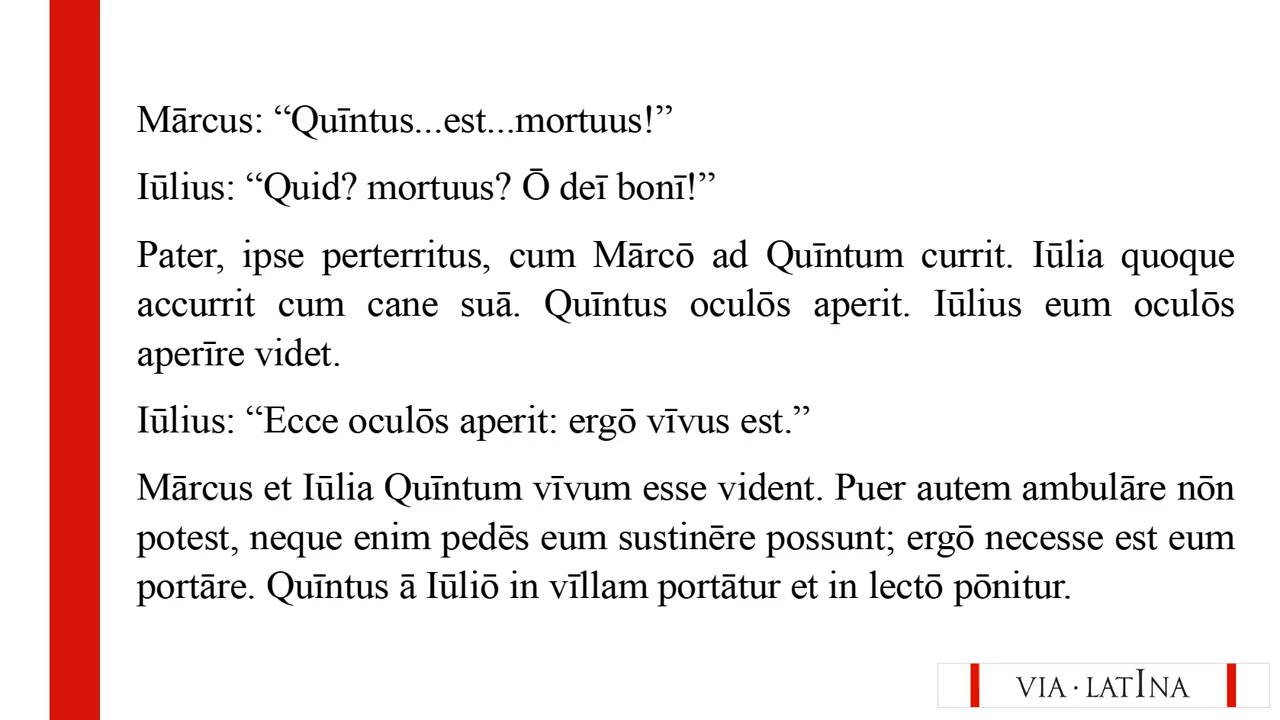 Mārcus: “Quīntus...est...mortuus!”
Iūlius: “Quid? mortuus? Ō deī bonī!”
Pater, ipse perterritus, cum Mārcō ad Quīntum currit. Iūlia quoque
accurrit cum cane suā. Quīntus oculōs aperit. Iūlius eum oculōs
aperīre videt.
Iūlius: “Ecce oculōs aperit: ergō vīvus est.”
Mārcus et Iūlia Quīntum vīvum esse vident. Puer autem ambulāre nōn
potest, neque enim pedēs eum sustinēre possunt; ergō necesse est eum
portāre. Quīntus ā Iūliō in vīllam portātur et in lectō pōnitur.
VIA · LATINA